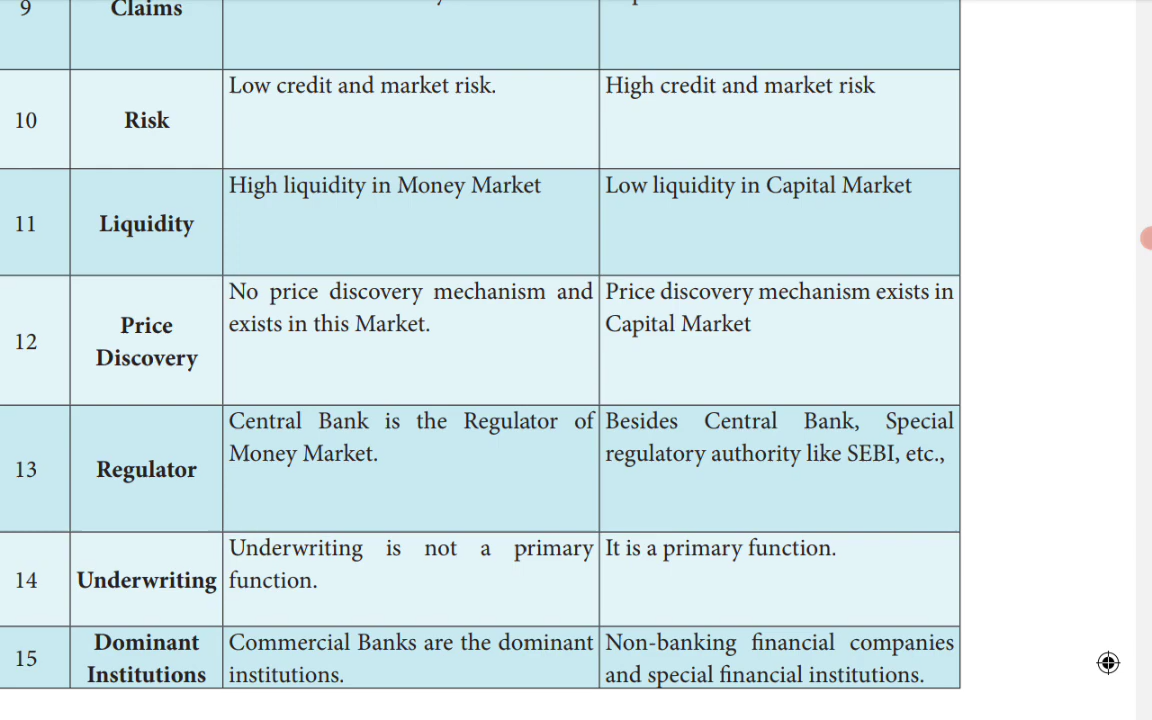 9
Claims
10
Risk
Low credit and market risk.
High credit and market risk
11
Liquidity
High liquidity in Money Market
Low liquidity in Capital Market
12
Price
Discovery
No price discovery mechanism and
exists in this Market.
Price discovery mechanism exists in
Capital Market
13
Regulator
Central Bank is the Regulator of
Money Market.
Besides Central Bank, Special
regulatory authority like SEBI, etc.,
14
Underwriting
Underwriting is not a primary
function.
It is a primary function.
15
Dominant
Institutions
Commercial Banks are the dominant
institutions.
Non-banking financial companies
and special financial institutions.